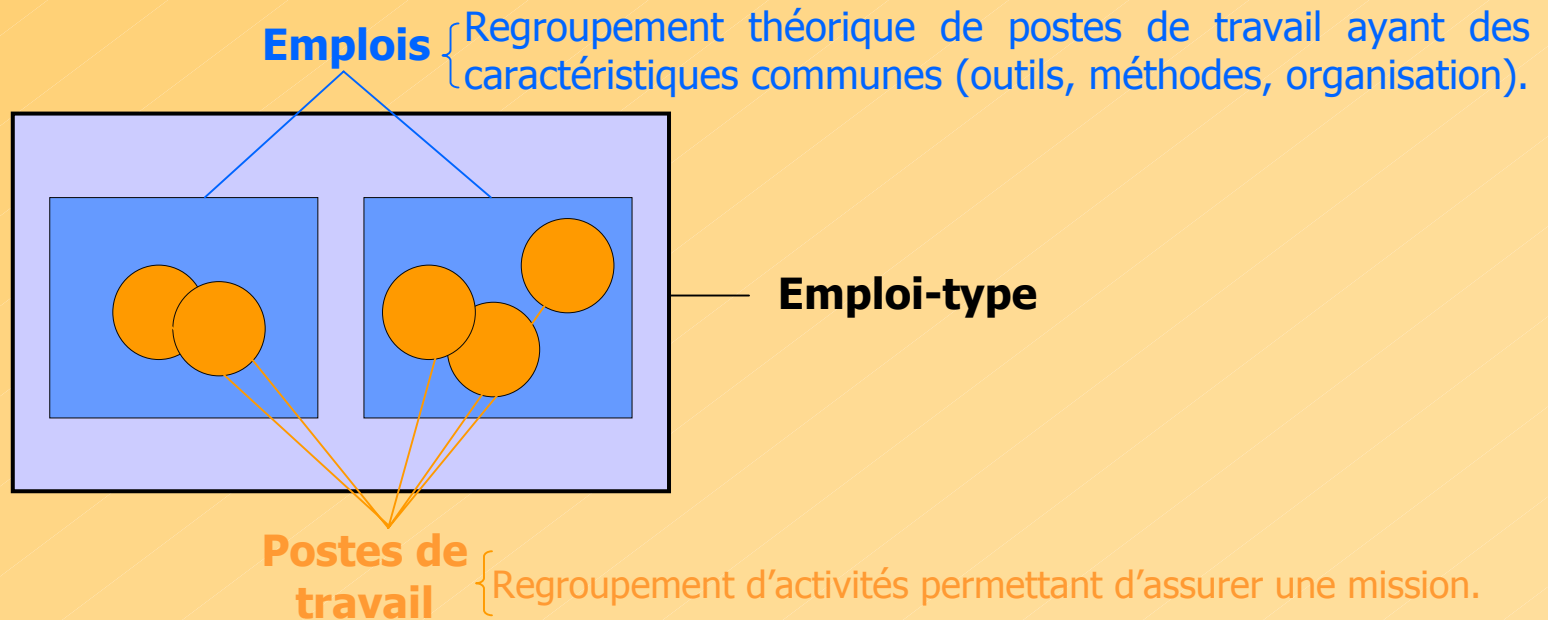 Emplois
Regroupement théorique de postes de travail ayant des
caractéristiques communes (outils, méthodes, organisation).
Emploi-type
Postes de
travail
Regroupement d’activités permettant d’assurer une mission.